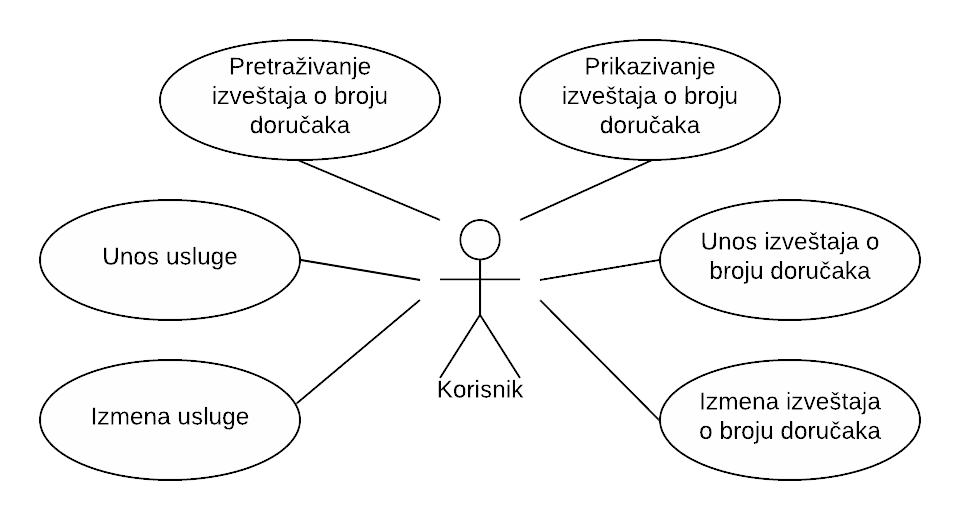 Pretraživanje
izveštaja o broju
doručaka
Prikazivanje
izveštaja o broju
doručaka
Unos usluge
Unos izveštaja o
broju doručaka
Izmena usluge
Korisnik
Izmena izveštaja
o broju doručaka